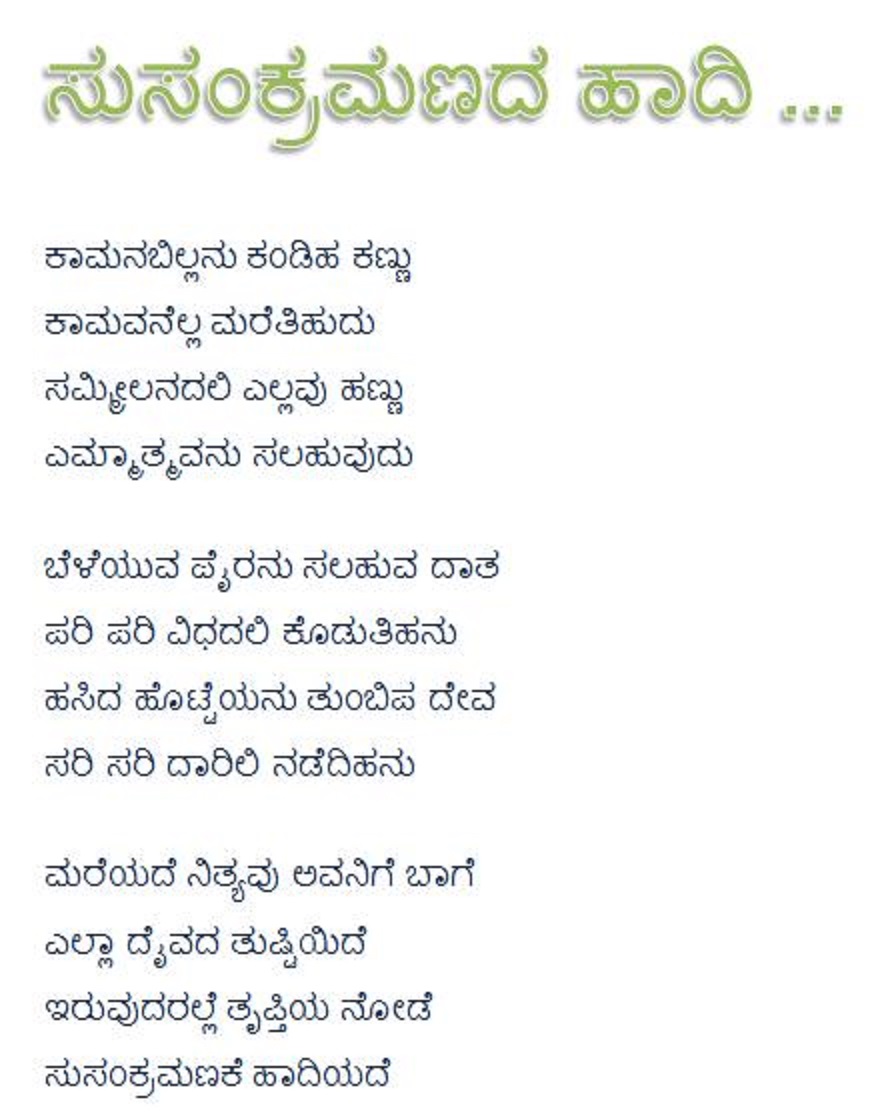 ಸುಸಂಕ್ರಮಣದ ಹಾದಿ ...
ಕಾಮನಬಿಲ್ಲನು ಕಂಡಿಹ ಕಣ್ಣು
ಕಾಮವನೆಲ್ಲ ಮರೆತಿಹುದು
ಸಮ್ಮಿಲನದಲಿ ಎಲ್ಲವು ಹಣ್ಣು
ಎಮ್ಮಾತ್ಮವನು ಸಲಹುವುದು
ಬೆಳೆಯುವ ಪೈರನು ಸಲಹುವ ದಾತ
ಪರಿ ಪರಿ ವಿಧದಲಿ ಕೊಡುತಿಹನು
ಹಸಿದ ಹೊಟ್ಟೆಯನು ತುಂಬಿಪ ದೇವ
ಸರಿ ಸರಿ ದಾರಿಲಿ ನಡೆದಿಹನು
ಮರೆಯದೆ ನಿತ್ಯವು ಅವನಿಗೆ ಬಾಗೆ
ಎಲ್ಲಾ ದೈವದ ತುಷ್ಟಿಯಿದೆ
ಇರುವುದರಲ್ಲೆ ತೃಪ್ತಿಯ ನೋಡೆ
ಸುಸಂಕ್ರಮಣಕೆ ಹಾದಿಯದೆ